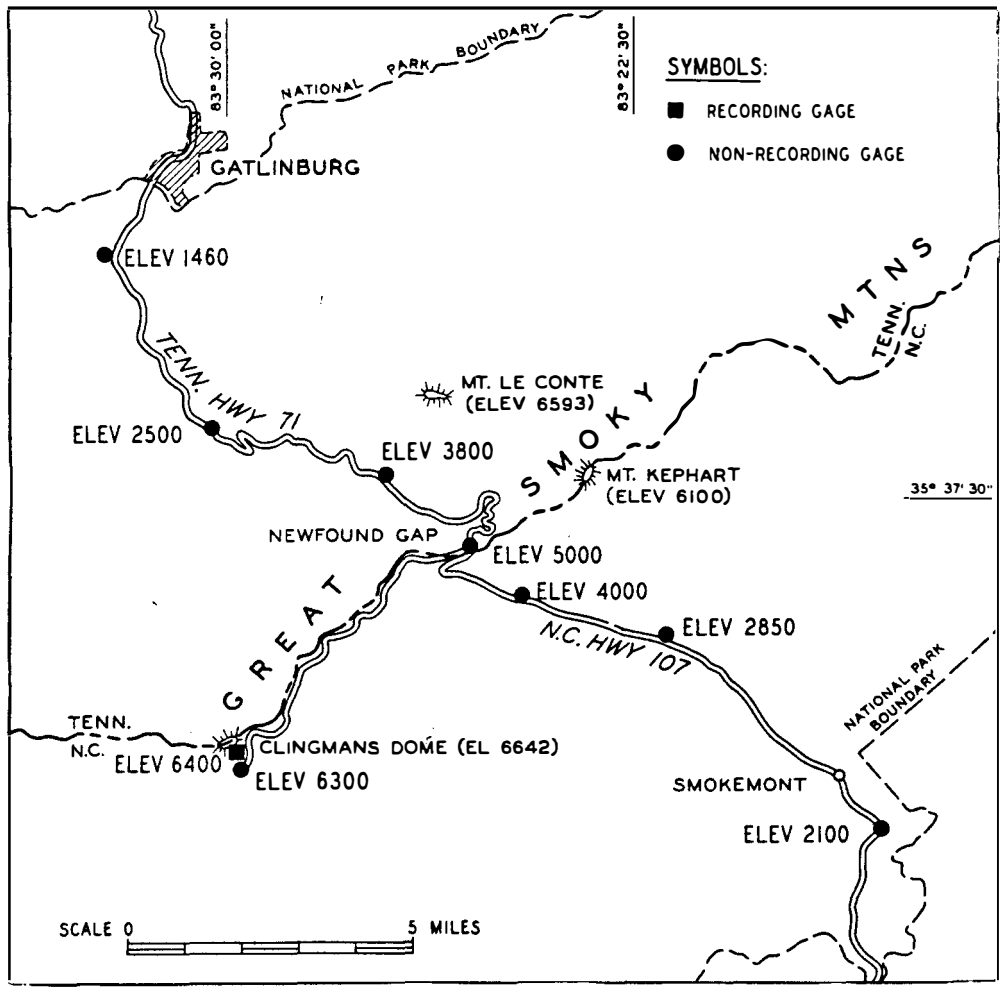 83° 30' 00"
83° 22' 30"
NATIONAL PARK BOUNDARY
SYMBOLS:
RECORDING GAGE
NON-RECORDING GAGE
GATLINBURG
ELEV 1460
GREAT SMOKY MTNS
TENN.
N.C.
TENN. HWY 71
MT. LE CONTE
(ELEV 6593)
ELEV 2500
ELEV 3800
MT. KEPHART
(ELEV 6100)
35° 37' 30"
NEWFOUND GAP
ELEV 5000
ELEV 4000
ELEV 2850
N.C. HWY 107
NATIONAL PARK
BOUNDARY
TENN.
N.C.
CLINGMANS DOME (EL 6642)
ELEV 6400
ELEV 6300
SMOKEMONT
ELEV 2100
SCALE 0 5 MILES